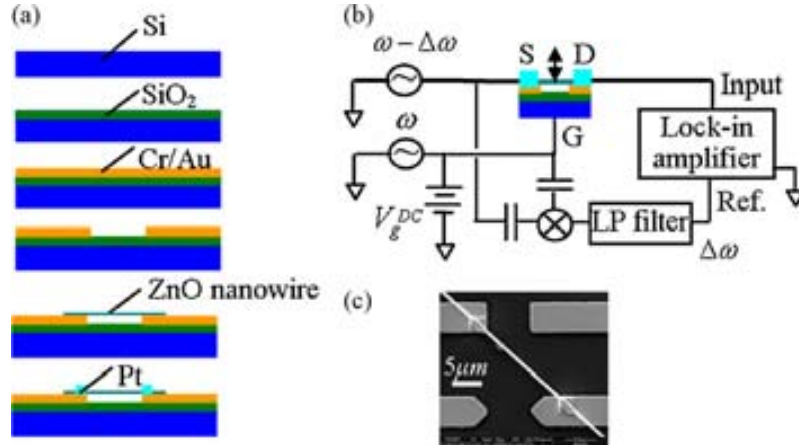 (a)
Si
SiO₂
Cr/Au
ZnO nanowire
Pt
(b)
ω − Δω
S D
Input
ω
G
Lock-in
amplifier
V_g^DC
LP filter
Ref.
Δω
(c)
5μm